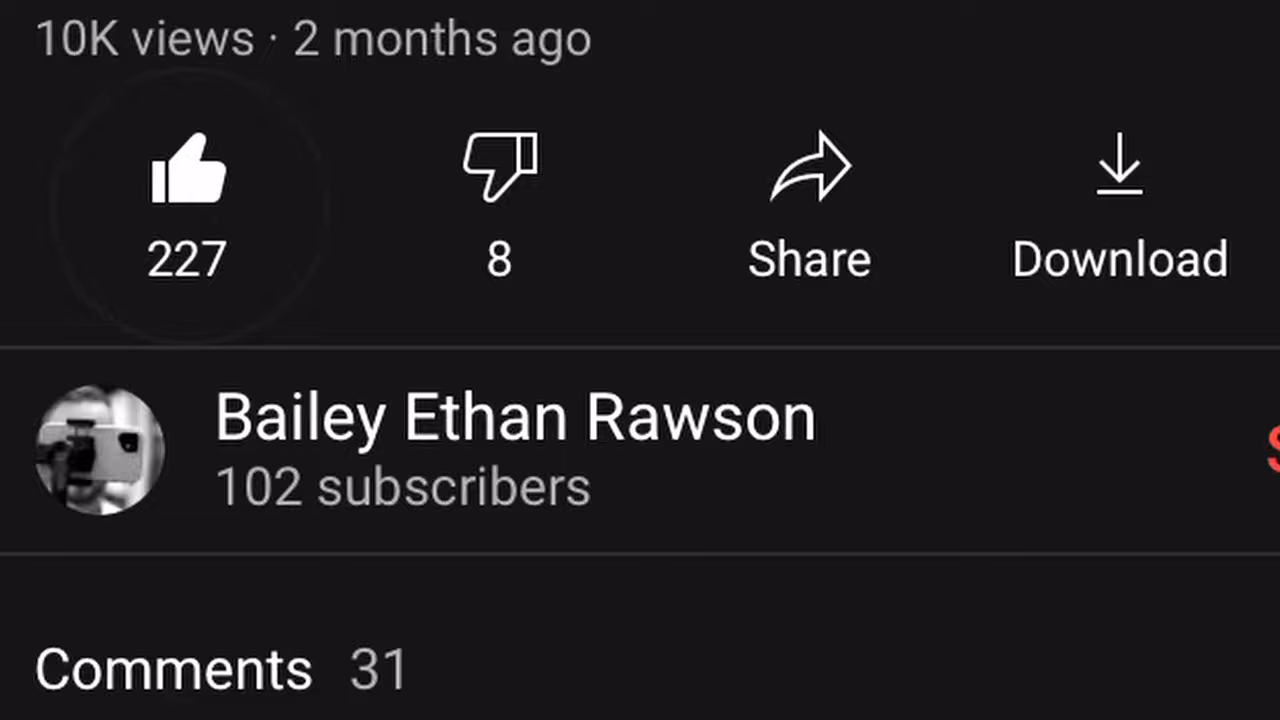 10K views · 2 months ago
227 8 Share Download
Bailey Ethan Rawson
102 subscribers
Comments 31